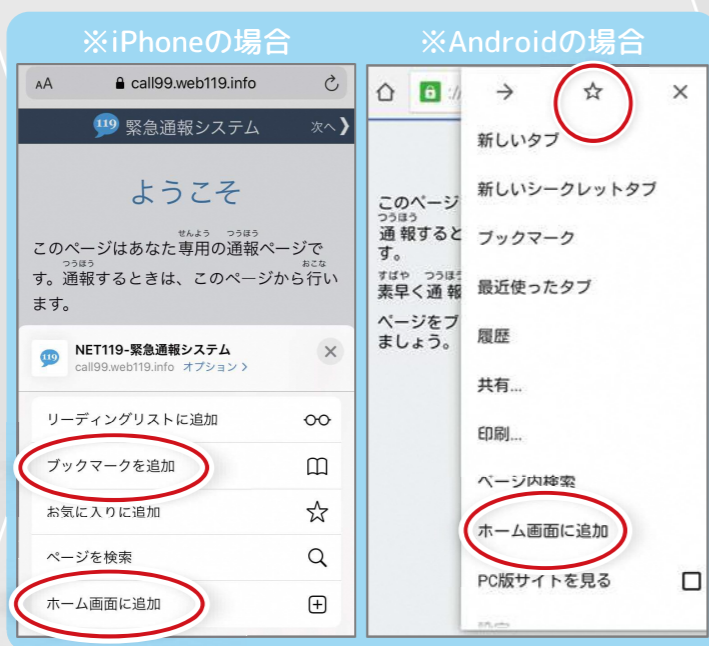 ※iPhoneの場合
AA call99.web119.info
119 緊急通報システム 次へ❯
ようこそ
せんよう つうほう
このページはあなた専用の通報ページで
つうほう おこな
す。通報するときは、このページから行い
ます。
119 NET119-緊急通報システム
call99.web119.info オプション >
リーディングリストに追加
ブックマークを追加
お気に入りに追加
ページを検索
ホーム画面に追加
※Androidの場合
://
このページ
つうほう
通報すると
す。
すばや つうほう
素早く通報
ページをブ
ましょう。
新しいタブ
新しいシークレットタブ
ブックマーク
最近使ったタブ
履歴
共有...
印刷...
ページ内検索
ホーム画面に追加
PC版サイトを見る